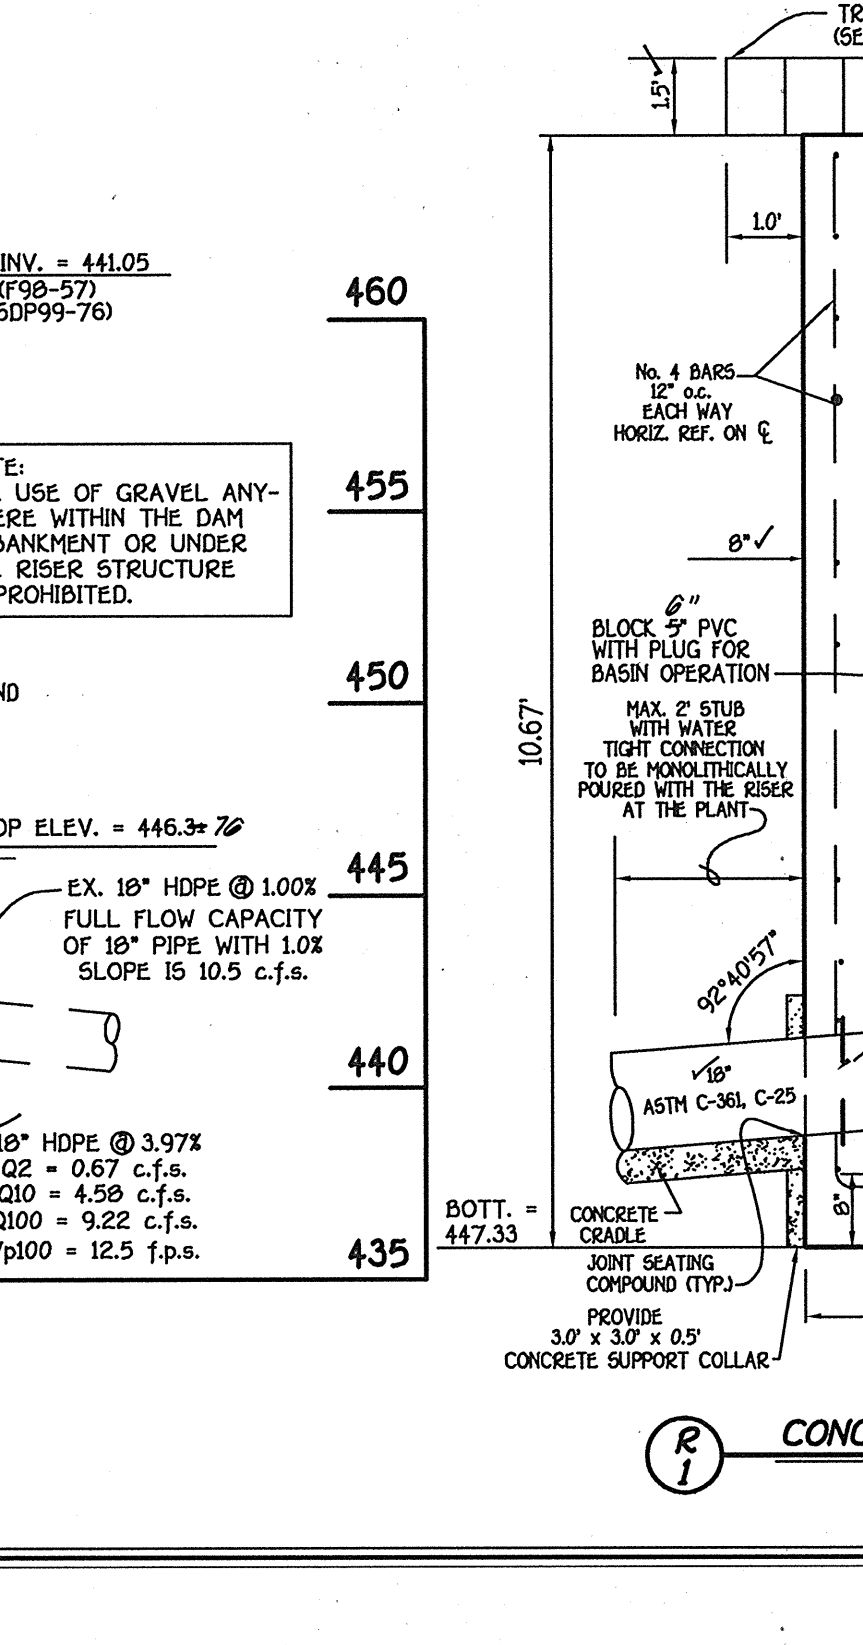 INV. = 441.05
(F98-57)
SDP99-76)
460
TE:
USE OF GRAVEL ANY-
ERE WITHIN THE DAM
BANKMENT OR UNDER
RISER STRUCTURE
PROHIBITED.
455
ND
450
OP ELEV. = 446.3± 76
EX. 18" HDPE @ 1.00%
FULL FLOW CAPACITY
OF 18" PIPE WITH 1.0%
SLOPE IS 10.5 c.f.s.
445
440
18" HDPE @ 3.97%
Q2 = 0.67 c.f.s.
Q10 = 4.58 c.f.s.
Q100 = 9.22 c.f.s.
Vp100 = 12.5 f.p.s.
435
TR
(SE
1.5'
1.0'
No. 4 BARS
12" o.c.
EACH WAY
HORIZ. REF. ON ℄
8" ✓
6"
BLOCK 5" PVC
WITH PLUG FOR
BASIN OPERATION
10.67'
MAX. 2' STUB
WITH WATER
TIGHT CONNECTION
TO BE MONOLITHICALLY
POURED WITH THE RISER
AT THE PLANT
92°40'57"
✓18"
ASTM C-361, C-25
8"
BOTT. =
447.33
CONCRETE
CRADLE
JOINT SEATING
COMPOUND (TYP.)
PROVIDE
3.0' x 3.0' x 0.5'
CONCRETE SUPPORT COLLAR
R
1
CONC